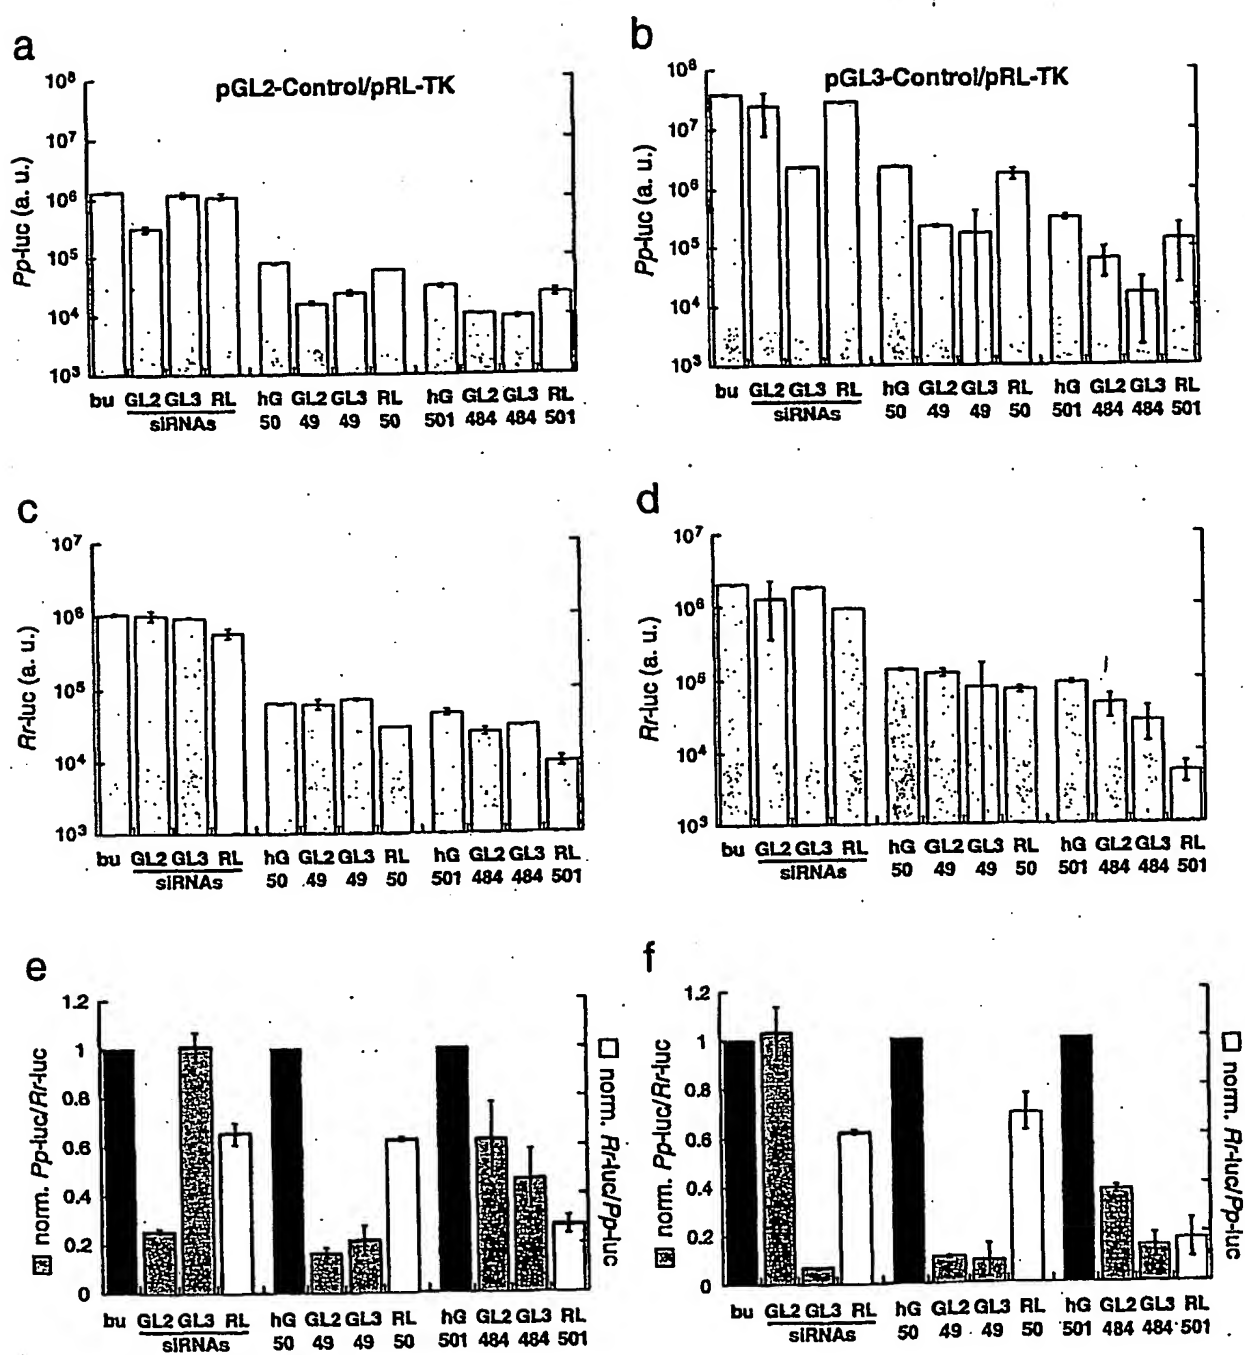 a
pGL2-Control/pRL-TK
Pp-luc (a. u.)
10⁸
10⁷
10⁶
10⁵
10⁴
10³
bu GL2 GL3 RL hG GL2 GL3 RL hG GL2 GL3 RL
siRNAs 50 49 49 50 501 484 484 501
b
pGL3-Control/pRL-TK
Pp-luc (a. u.)
10⁸
10⁷
10⁶
10⁵
10⁴
10³
bu GL2 GL3 RL hG GL2 GL3 RL hG GL2 GL3 RL
siRNAs 50 49 49 50 501 484 484 501
c
Rr-luc (a. u.)
10⁷
10⁶
10⁵
10⁴
10³
bu GL2 GL3 RL hG GL2 GL3 RL hG GL2 GL3 RL
siRNAs 50 49 49 50 501 484 484 501
d
Rr-luc (a. u.)
10⁷
10⁶
10⁵
10⁴
10³
bu GL2 GL3 RL hG GL2 GL3 RL hG GL2 GL3 RL
siRNAs 50 49 49 50 501 484 484 501
e
norm. Pp-luc/Rr-luc
1.2
1
0.8
0.6
0.4
0.2
0
norm. Rr-luc/Pp-luc
bu GL2 GL3 RL hG GL2 GL3 RL hG GL2 GL3 RL
siRNAs 50 49 49 50 501 484 484 501
f
norm. Pp-luc/Rr-luc
1.2
1
0.8
0.6
0.4
0.2
0
norm. Rr-luc/Pp-luc
bu GL2 GL3 RL hG GL2 GL3 RL hG GL2 GL3 RL
siRNAs 50 49 49 50 501 484 484 501